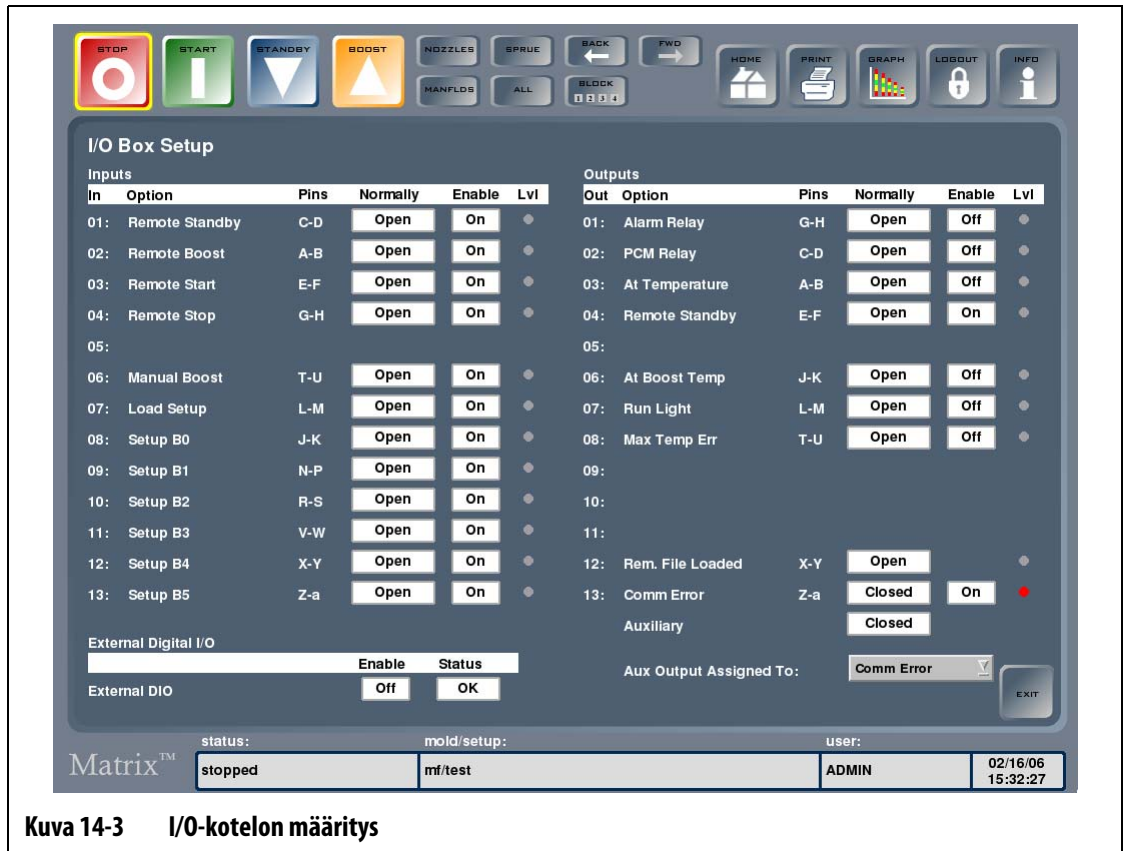 STOP START STANDBY BOOST NOZZLES SPRUE BACK FWD HOME PRINT GRAPH LOGOUT INFO
MANFLDS ALL BLOCK
1 2 3 4
I/O Box Setup
Inputs Outputs
In Option Pins Normally Enable Lvl Out Option Pins Normally Enable Lvl
01: Remote Standby C-D Open On 01: Alarm Relay G-H Open Off
02: Remote Boost A-B Open On 02: PCM Relay C-D Open Off
03: Remote Start E-F Open On 03: At Temperature A-B Open Off
04: Remote Stop G-H Open On 04: Remote Standby E-F Open On
05: 05:
06: Manual Boost T-U Open On 06: At Boost Temp J-K Open Off
07: Load Setup L-M Open On 07: Run Light L-M Open Off
08: Setup B0 J-K Open On 08: Max Temp Err T-U Open Off
09: Setup B1 N-P Open On 09:
10: Setup B2 R-S Open On 10:
11: Setup B3 V-W Open On 11:
12: Setup B4 X-Y Open On 12: Rem. File Loaded X-Y Open
13: Setup B5 Z-a Open On 13: Comm Error Z-a Closed On
Auxiliary Closed
External Digital I/O
Enable Status
Aux Output Assigned To: Comm Error
External DIO Off OK
EXIT
status: mold/setup: user:
Matrix™ stopped mf/test ADMIN 02/16/06
15:32:27
Kuva 14-3 I/O-kotelon määritys